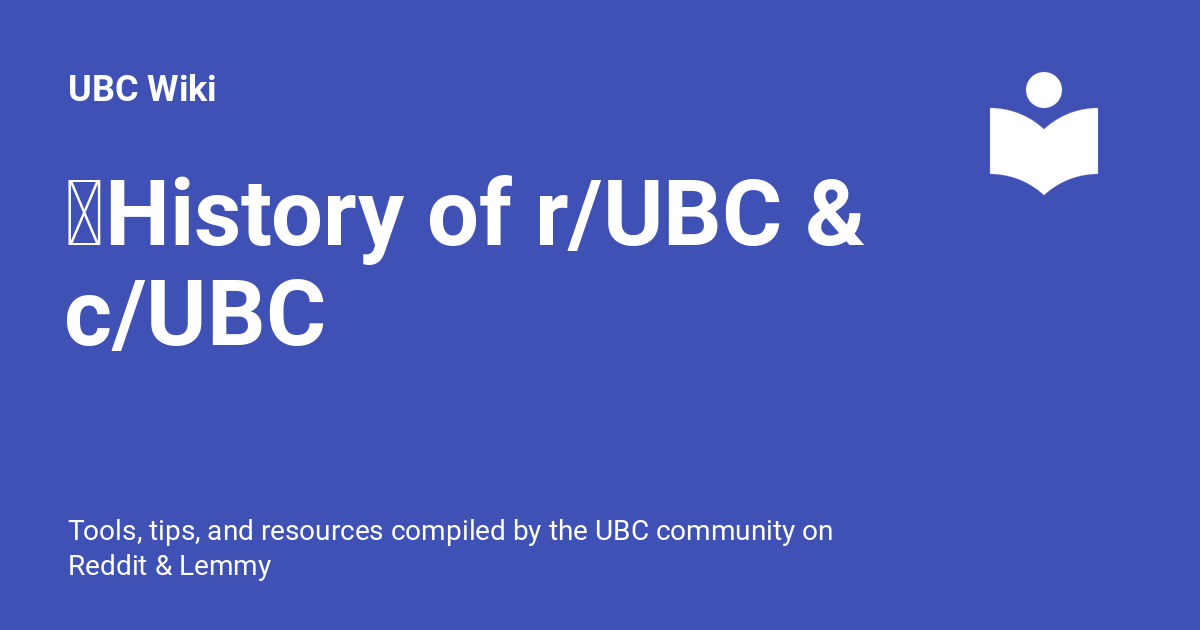 UBC Wiki
History of r/UBC &
c/UBC
Tools, tips, and resources compiled by the UBC community on
Reddit & Lemmy